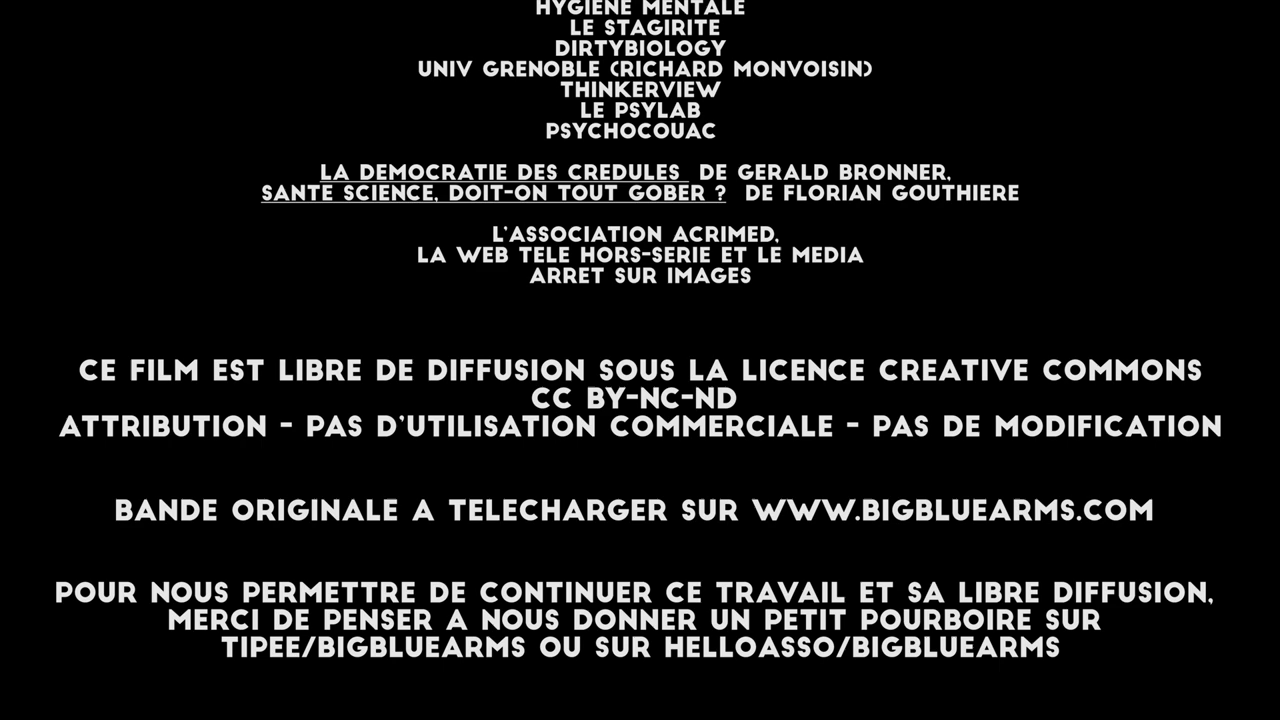 HYGIENE MENTALE
LE STAGIRITE
DIRTYBIOLOGY
UNIV GRENOBLE (RICHARD MONVOISIN)
THINKERVIEW
LE PSYLAB
PSYCHOCOUAC
LA DEMOCRATIE DES CREDULES DE GERALD BRONNER,
SANTE SCIENCE, DOIT-ON TOUT GOBER ? DE FLORIAN GOUTHIERE
L'ASSOCIATION ACRIMED,
LA WEB TELE HORS-SERIE ET LE MEDIA
ARRET SUR IMAGES
CE FILM EST LIBRE DE DIFFUSION SOUS LA LICENCE CREATIVE COMMONS
CC BY-NC-ND
ATTRIBUTION - PAS D'UTILISATION COMMERCIALE - PAS DE MODIFICATION
BANDE ORIGINALE A TELECHARGER SUR WWW.BIGBLUEARMS.COM
POUR NOUS PERMETTRE DE CONTINUER CE TRAVAIL ET SA LIBRE DIFFUSION,
MERCI DE PENSER A NOUS DONNER UN PETIT POURBOIRE SUR
TIPEE/BIGBLUEARMS OU SUR HELLOASSO/BIGBLUEARMS